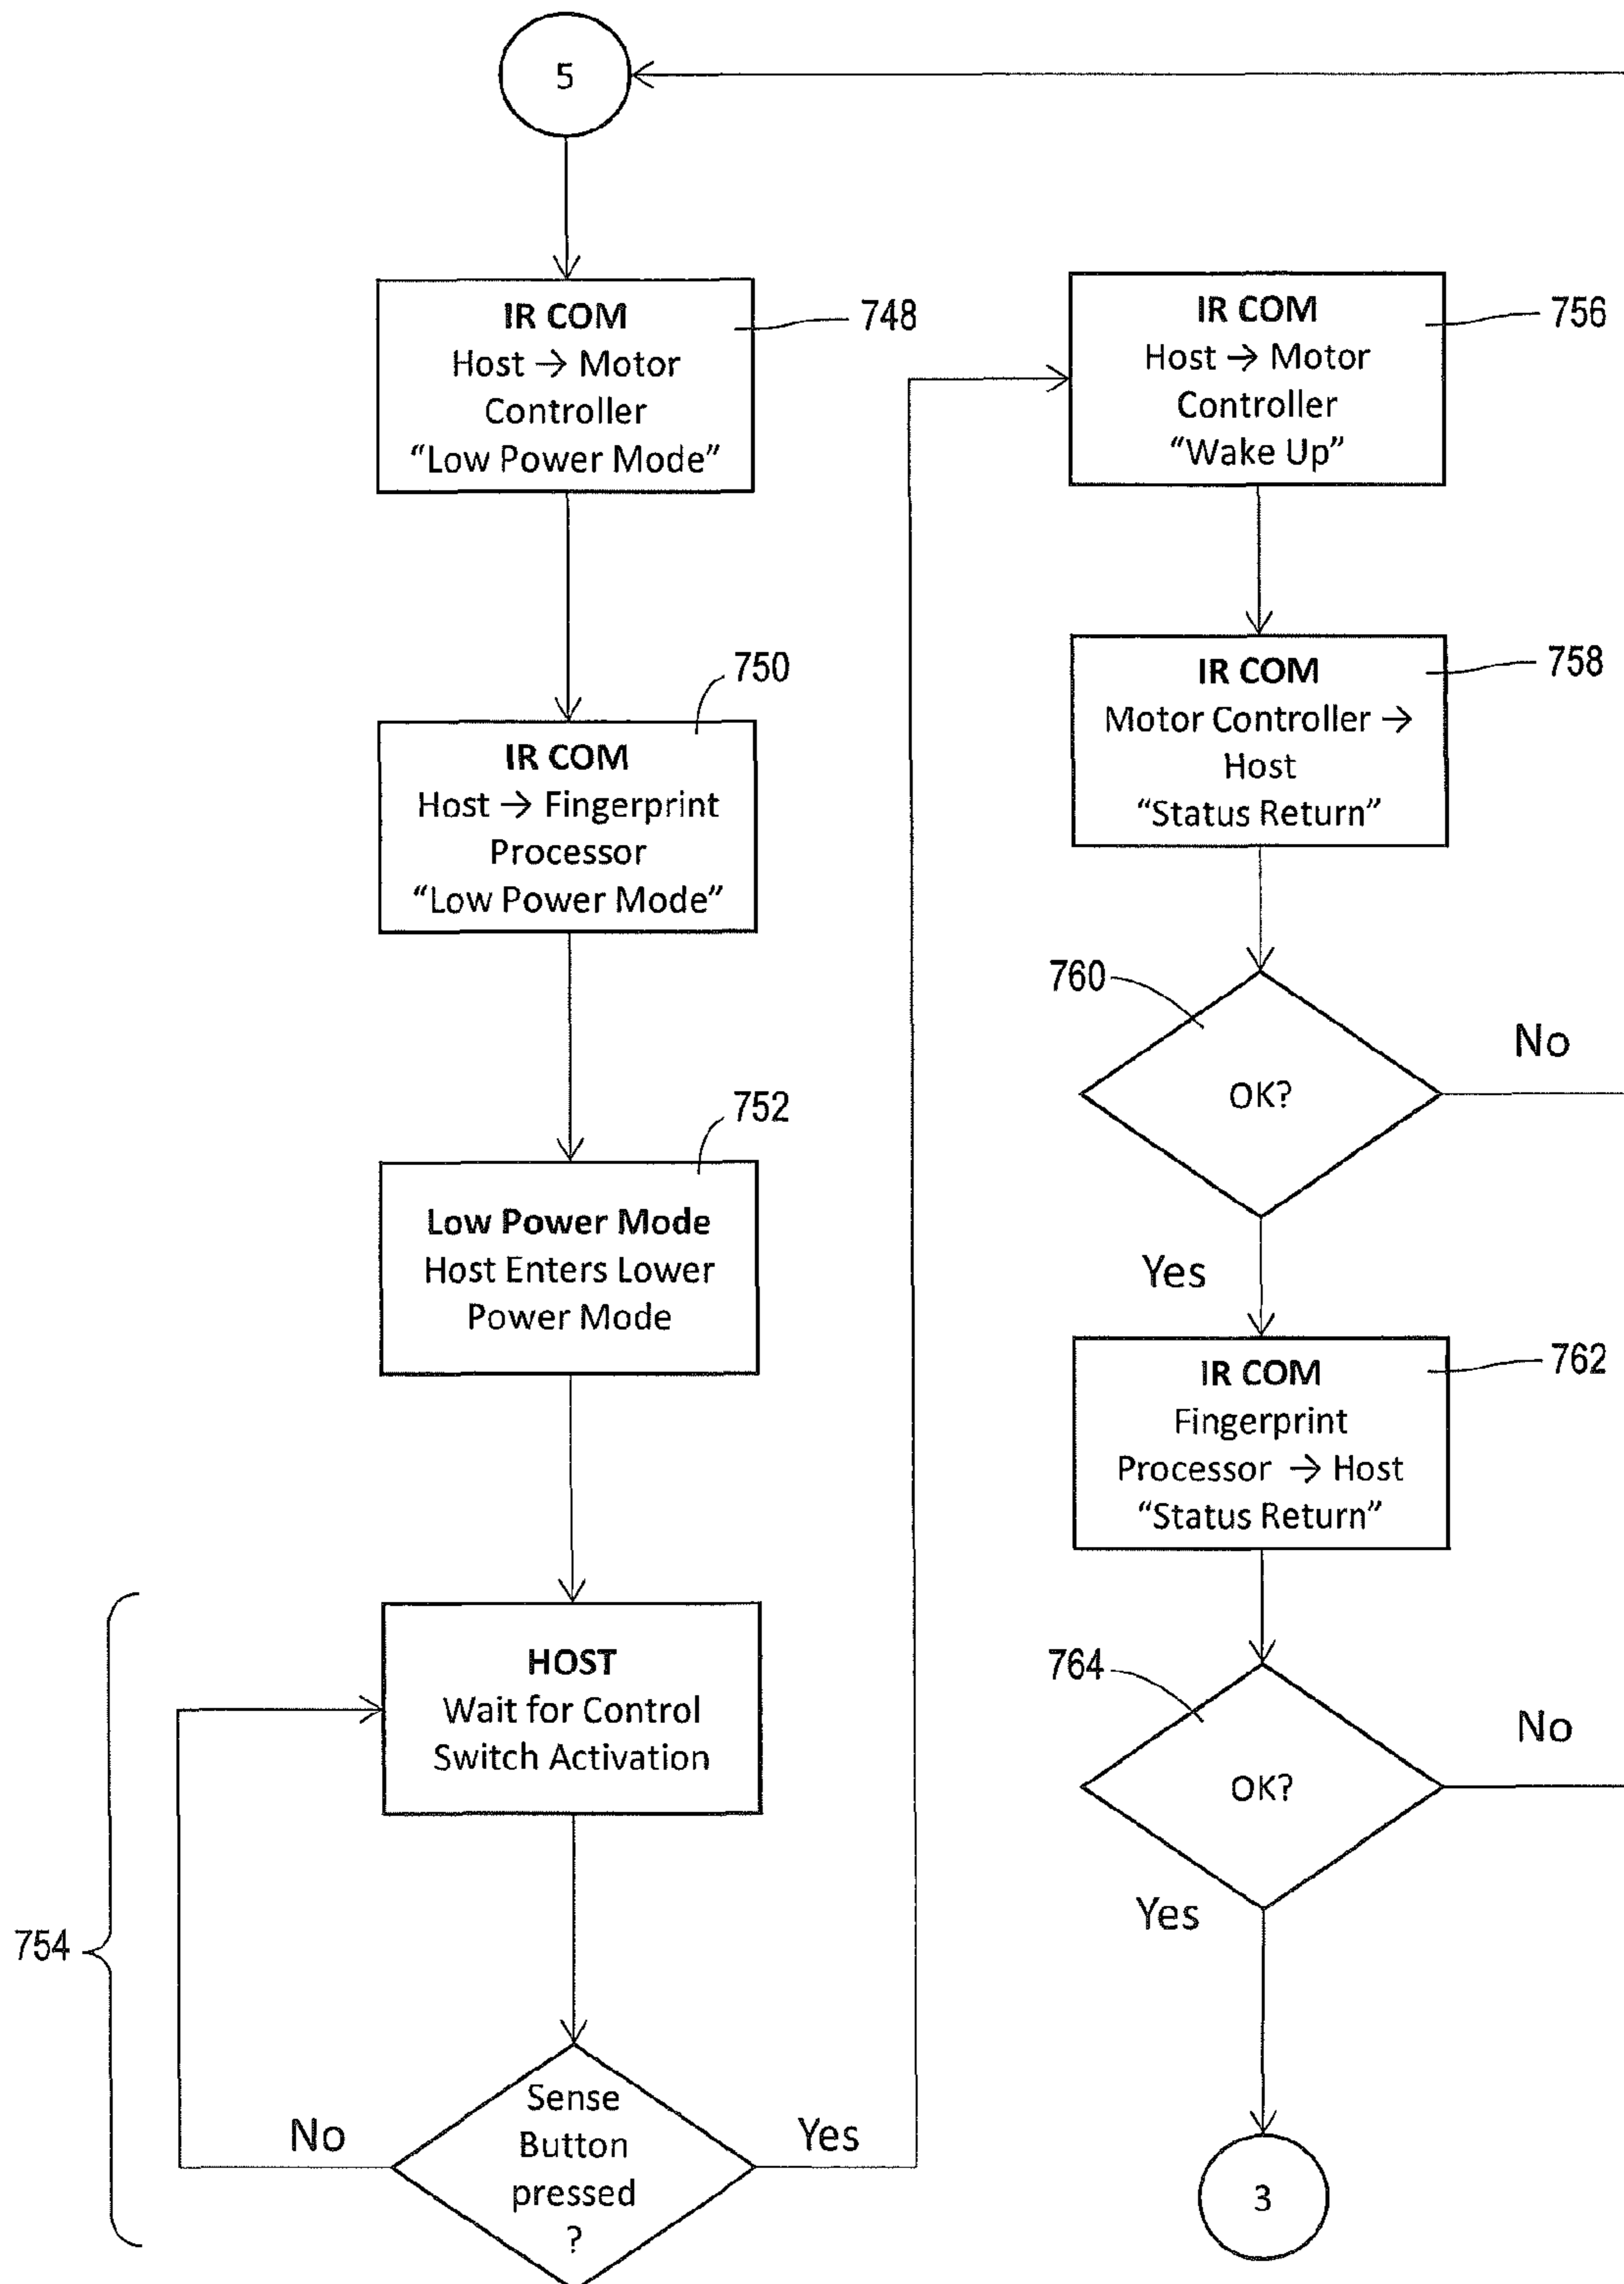 5
IR COM
Host → Motor
Controller
“Low Power Mode”
748
750
IR COM
Host → Fingerprint
Processor
“Low Power Mode”
752
Low Power Mode
Host Enters Lower
Power Mode
754
HOST
Wait for Control
Switch Activation
Sense
Button
pressed
?
No
Yes
IR COM
Host → Motor
Controller
“Wake Up”
756
IR COM
Motor Controller →
Host
“Status Return”
758
760
OK?
No
Yes
IR COM
Fingerprint
Processor → Host
“Status Return”
762
764
OK?
No
Yes
3